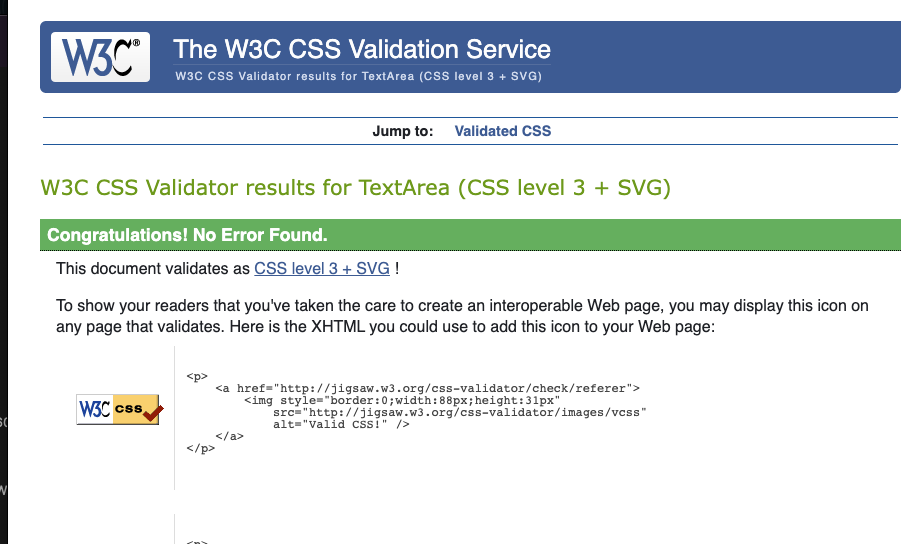 W3C®
The W3C CSS Validation Service
W3C CSS Validator results for TextArea (CSS level 3 + SVG)
Jump to: Validated CSS
W3C CSS Validator results for TextArea (CSS level 3 + SVG)
Congratulations! No Error Found.
This document validates as CSS level 3 + SVG !
To show your readers that you've taken the care to create an interoperable Web page, you may display this icon on
any page that validates. Here is the XHTML you could use to add this icon to your Web page:
<p>
    <a href="http://jigsaw.w3.org/css-validator/check/referer">
        <img style="border:0;width:88px;height:31px"
            src="http://jigsaw.w3.org/css-validator/images/vcss"
            alt="Valid CSS!" />
    </a>
</p>
W3C css